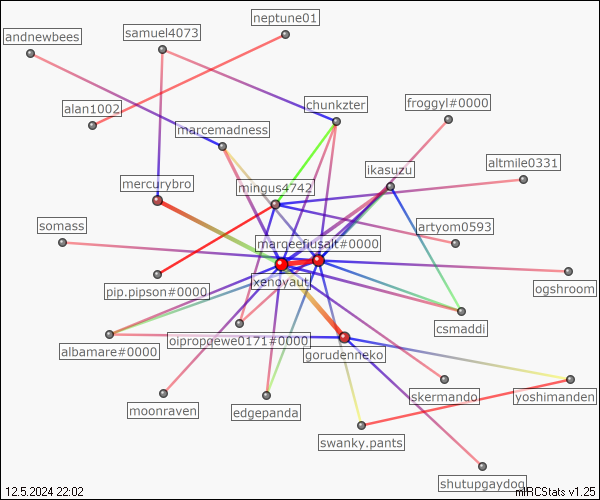 neptune01
andnewbees
samuel4073
alan1002
chunkzter
froggyl#0000
marcemadness
altmile0331
ikasuzu
mercurybro
mingus4742
artyom0593
somass
marqeefiusalt#0000
xenoyaut
pip.pipson#0000
ogshroom
csmaddi
oipropqewe0171#0000
albamare#0000
gorudenneko
moonraven
edgepanda
skermando
yoshimanden
swanky.pants
shutupgaydog
12.5.2024 22:02
mIRCStats v1.25